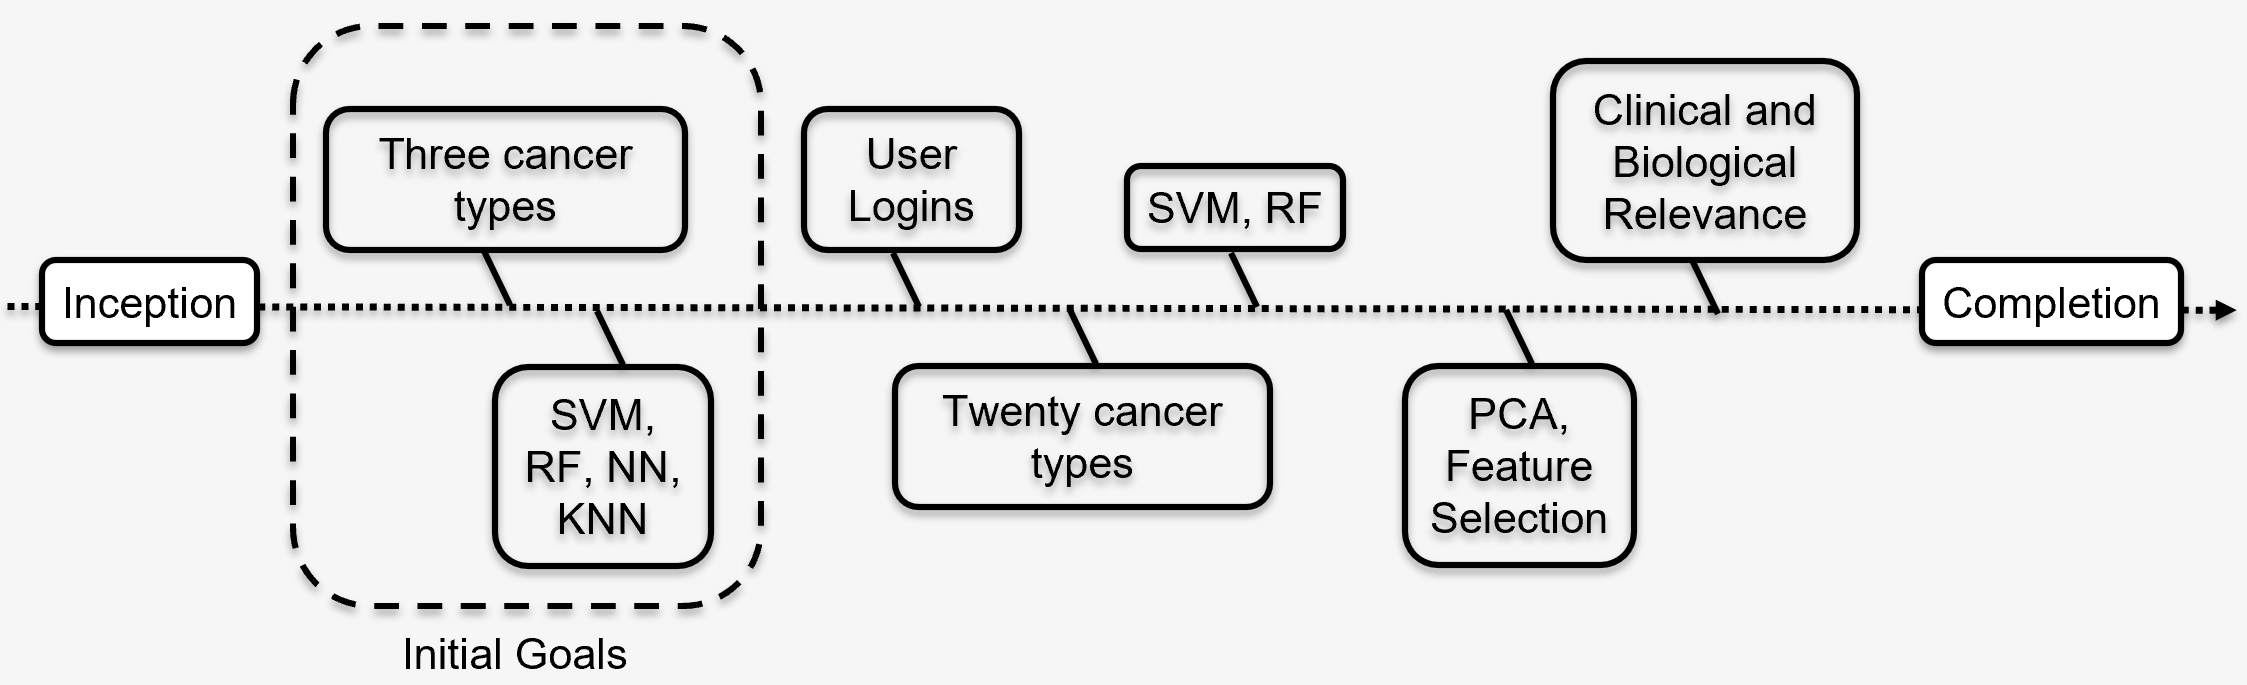 Inception
Three cancer
types
SVM,
RF, NN,
KNN
Initial Goals
User
Logins
Twenty cancer
types
SVM, RF
PCA,
Feature
Selection
Clinical and
Biological
Relevance
Completion